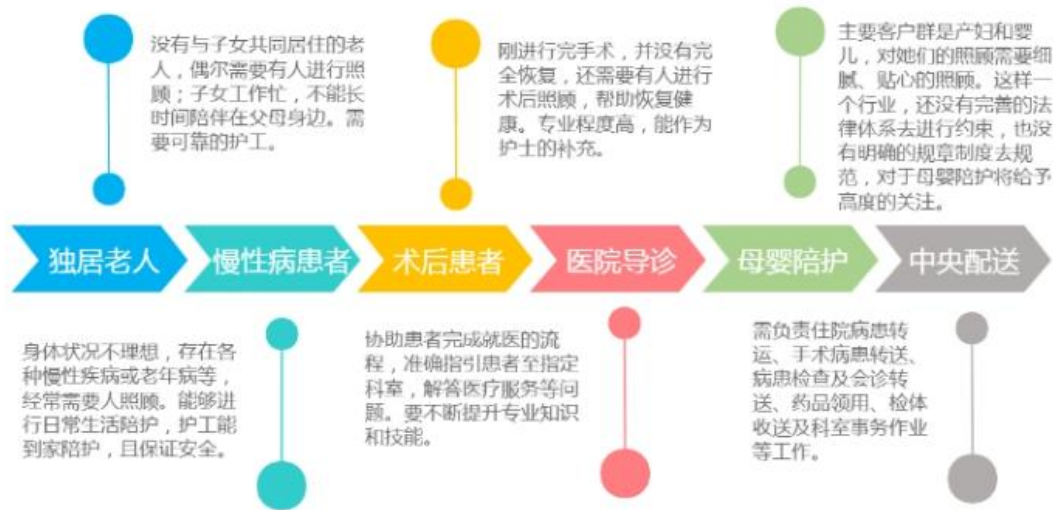 没有与子女共同居住的老
人，偶尔需要有人进行照
顾；子女工作忙，不能长
时间陪伴在父母身边。需
要可靠的护工。
刚进行完手术，并没有完
全恢复，还需要有人进行
术后照顾，帮助恢复健
康。专业程度高，能作为
护士的补充。
主要客户群是产妇和婴
儿，对她们的照顾需要细
腻、贴心的照顾。这样一
个行业，还没有完善的法
律体系去进行约束，也没
有明确的规章制度去规
范，对于母婴陪护将给予
高度的关注。
独居老人
慢性病患者
术后患者
医院导诊
母婴陪护
中央配送
身体状况不理想，存在各
种慢性疾病或老年病等，
经常需要人照顾。能够进
行日常生活陪护，护工能
到家陪护，且保证安全。
协助患者完成就医的流
程，准确指引患者至指定
科室，解答医疗服务等问
题。要不断提升专业知识
和技能。
需负责住院病患转
运、手术病患转送、
病患检查及会诊转
送、药品领用、检体
收送及科室事务作业
等工作。